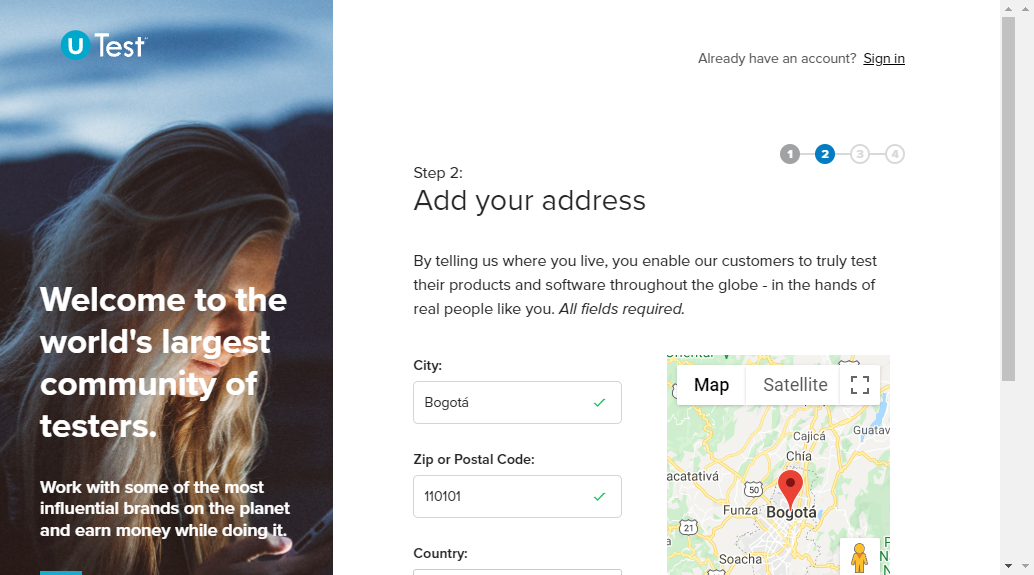 U Test
Already have an account? Sign in
1 2 3 4
Step 2:
Add your address
By telling us where you live, you enable our customers to truly test
their products and software throughout the globe - in the hands of
real people like you. All fields required.
Welcome to the
world's largest
community of
testers.
Work with some of the most
influential brands on the planet
and earn money while doing it.
City:
Bogotá
Zip or Postal Code:
110101
Country:
Map
Satellite
Guatav
Cajicá
Chía
acatativá
50
Funza
Bogotá
21
Soacha